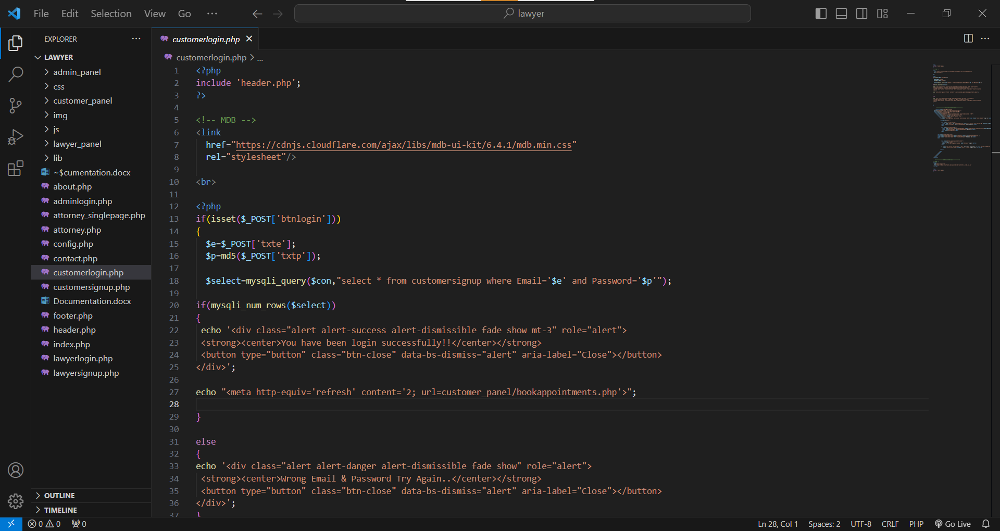 File Edit Selection View Go ··· lawyer
EXPLORER ···
LAWYER
admin_panel
css
customer_panel
img
js
lawyer_panel
lib
~$cumentation.docx
about.php
adminlogin.php
attorney_singlepage.php
attorney.php
config.php
contact.php
customerlogin.php
customersignup.php
Documentation.docx
footer.php
header.php
index.php
lawyerlogin.php
lawyersignup.php
OUTLINE
TIMELINE
customerlogin.php
customerlogin.php > ...
1 <?php
2 include 'header.php';
3 ?>
4
5 <!-- MDB -->
6 <link
7 href="https://cdnjs.cloudflare.com/ajax/libs/mdb-ui-kit/6.4.1/mdb.min.css"
8 rel="stylesheet"/>
9
10 <br>
11
12 <?php
13 if(isset($_POST['btnlogin']))
14 {
15 $e=$_POST['txte'];
16 $p=md5($_POST['txtp']);
17
18 $select=mysqli_query($con,"select * from customersignup where Email='$e' and Password='$p'");
19
20 if(mysqli_num_rows($select))
21 {
22 echo '<div class="alert alert-success alert-dismissible fade show mt-3" role="alert">
23 <strong><center>You have been login successfully!!</center></strong>
24 <button type="button" class="btn-close" data-bs-dismiss="alert" aria-label="Close"></button>
25 </div>';
26
27 echo "<meta http-equiv='refresh' content='2; url=customer_panel/bookappointments.php'>";
28
29 }
30
31 else
32 {
33 echo '<div class="alert alert-danger alert-dismissible fade show" role="alert">
34 <strong><center>Wrong Email & Password Try Again..</center></strong>
35 <button type="button" class="btn-close" data-bs-dismiss="alert" aria-label="Close"></button>
36 </div>';
37 }
0 0 0 Ln 28, Col 1 Spaces: 2 UTF-8 CRLF PHP Go Live